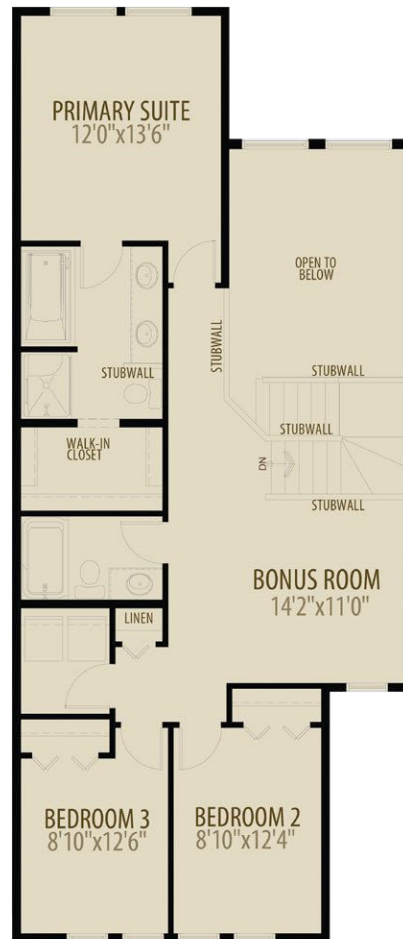 PRIMARY SUITE
12'0"x13'6"
OPEN TO
BELOW
STUBWALL
STUBWALL
STUBWALL
STUBWALL
WALK-IN
CLOSET
DN
STUBWALL
BONUS ROOM
14'2"x11'0"
LINEN
BEDROOM 3
8'10"x12'6"
BEDROOM 2
8'10"x12'4"